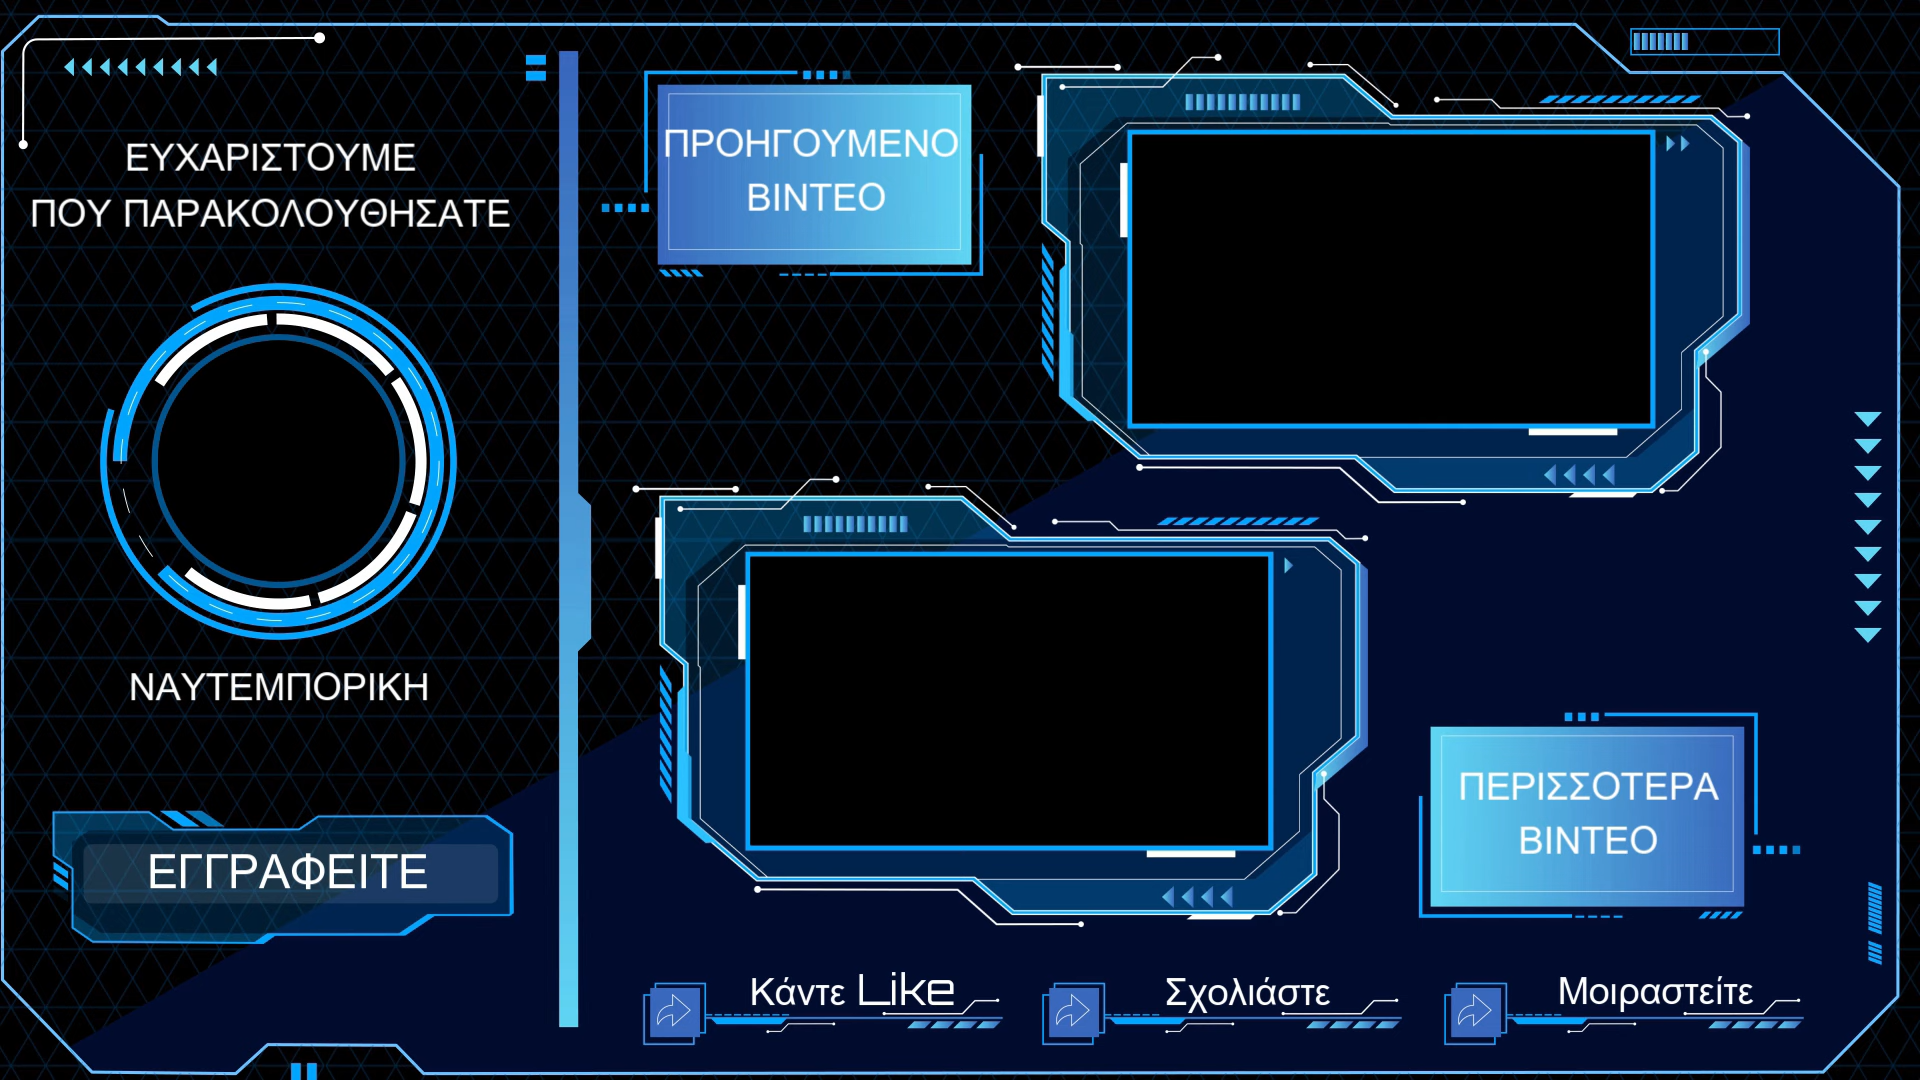 ΕΥΧΑΡΙΣΤΟΥΜΕ
ΠΟΥ ΠΑΡΑΚΟΛΟΥΘΗΣΑΤΕ
ΝΑΥΤΕΜΠΟΡΙΚΗ
ΕΓΓΡΑΦΕΙΤΕ
ΠΡΟΗΓΟΥΜΕΝΟ
ΒΙΝΤΕΟ
ΠΕΡΙΣΣΟΤΕΡΑ
ΒΙΝΤΕΟ
Κάντε Like
Σχολιάστε
Μοιραστείτε